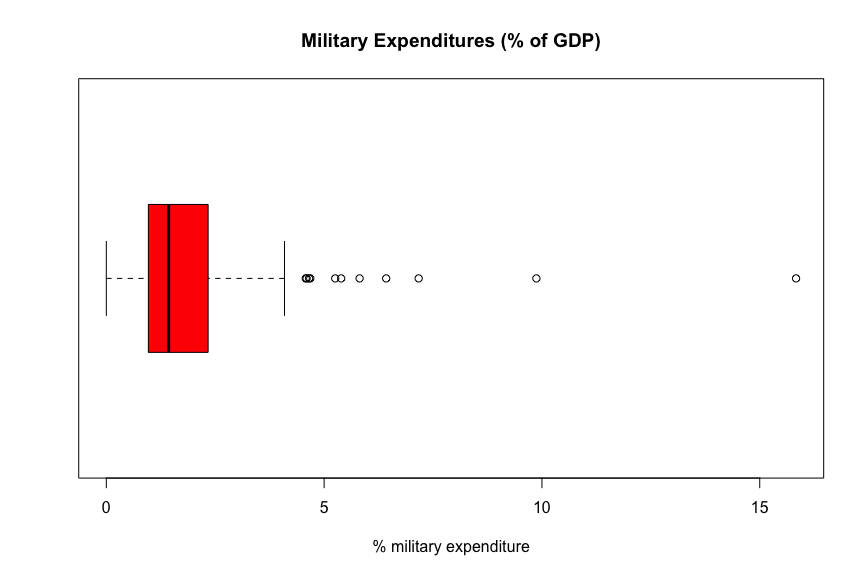 Military Expenditures (% of GDP)
0 5 10 15
% military expenditure